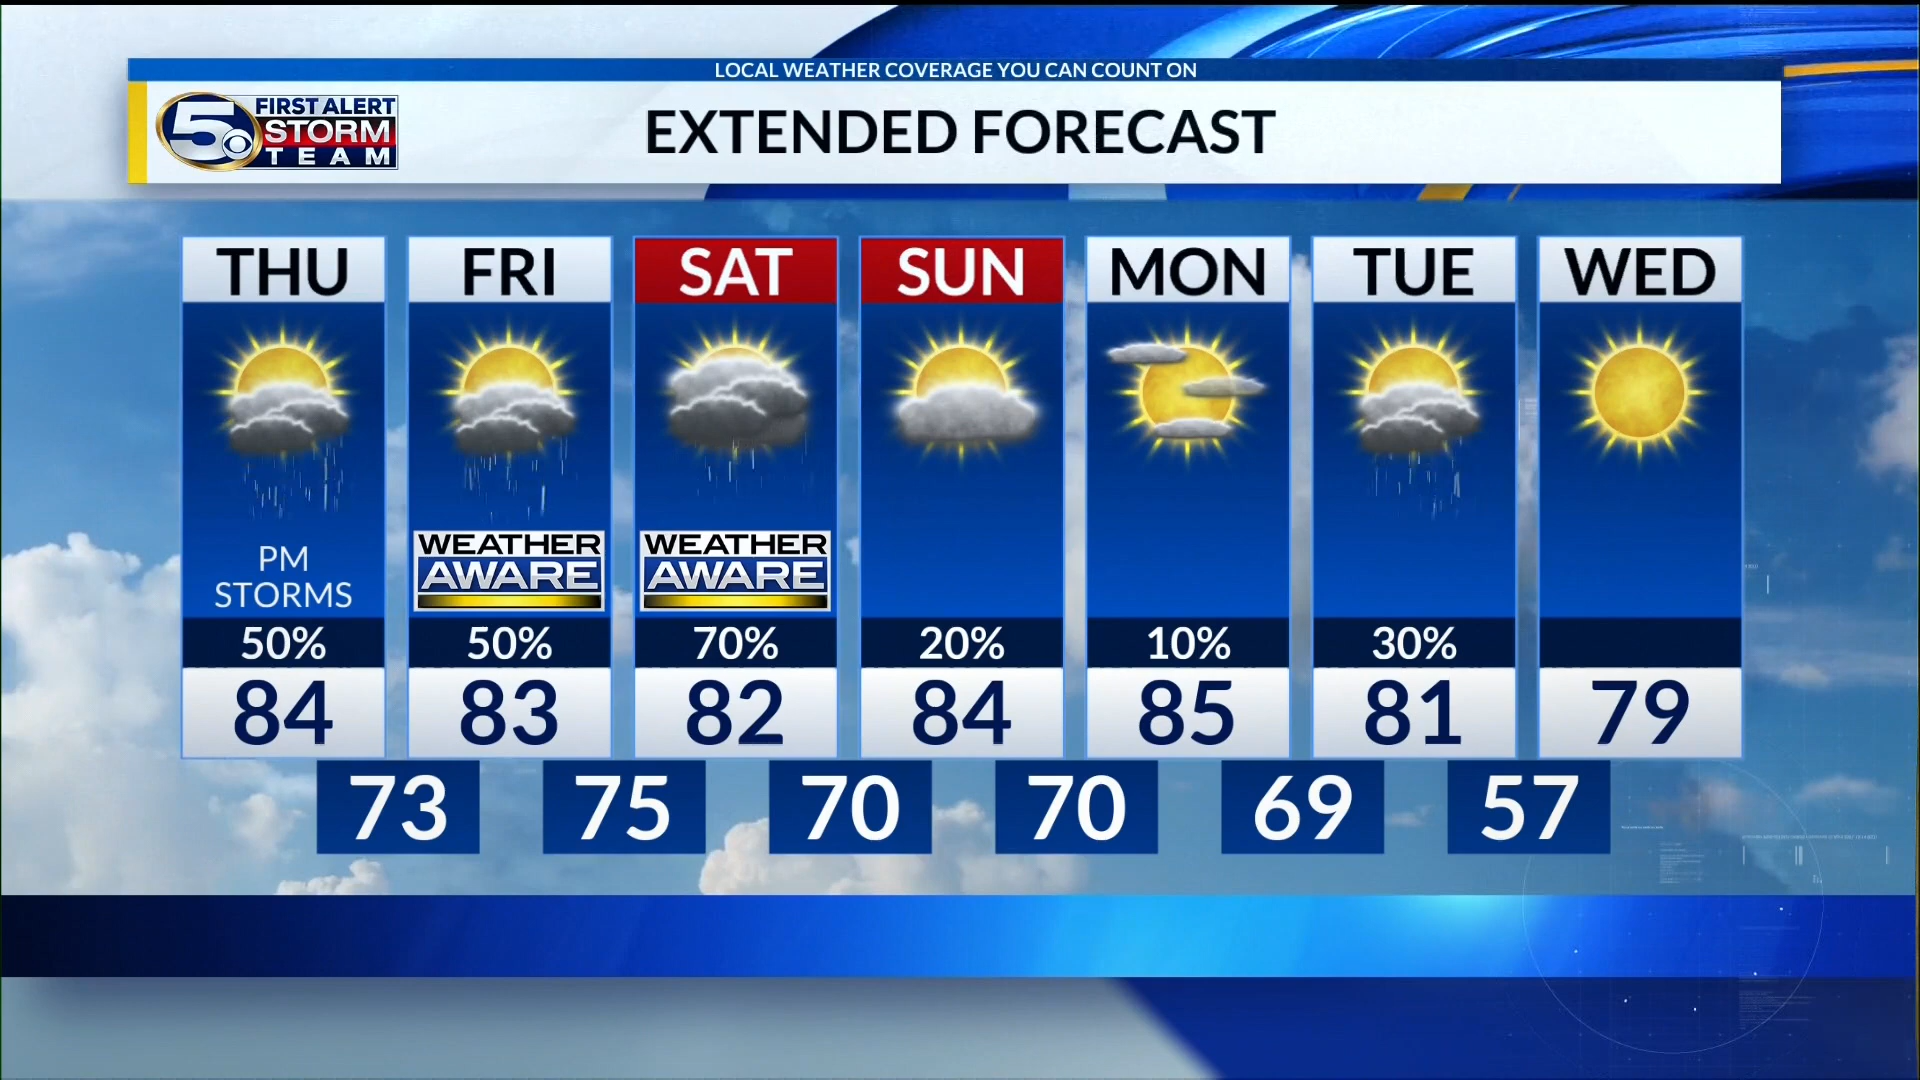 LOCAL WEATHER COVERAGE YOU CAN COUNT ON
5 FIRST ALERT
STORM
TEAM
EXTENDED FORECAST
THU FRI SAT SUN MON TUE WED
PM
STORMS
WEATHER
AWARE
WEATHER
AWARE
50% 50% 70% 20% 10% 30%
84 83 82 84 85 81 79
73 75 70 70 69 57